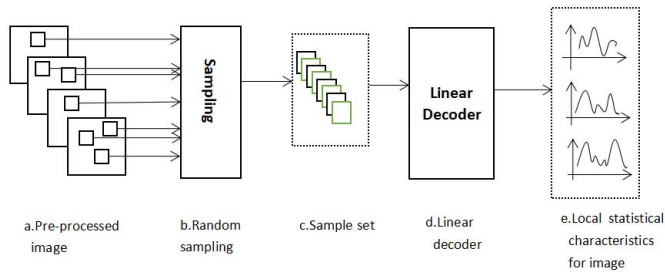 Sampling
Linear
Decoder
a.Pre-processed
image
b.Random
sampling
c.Sample set
d.Linear
decoder
e.Local statistical
characteristics
for image